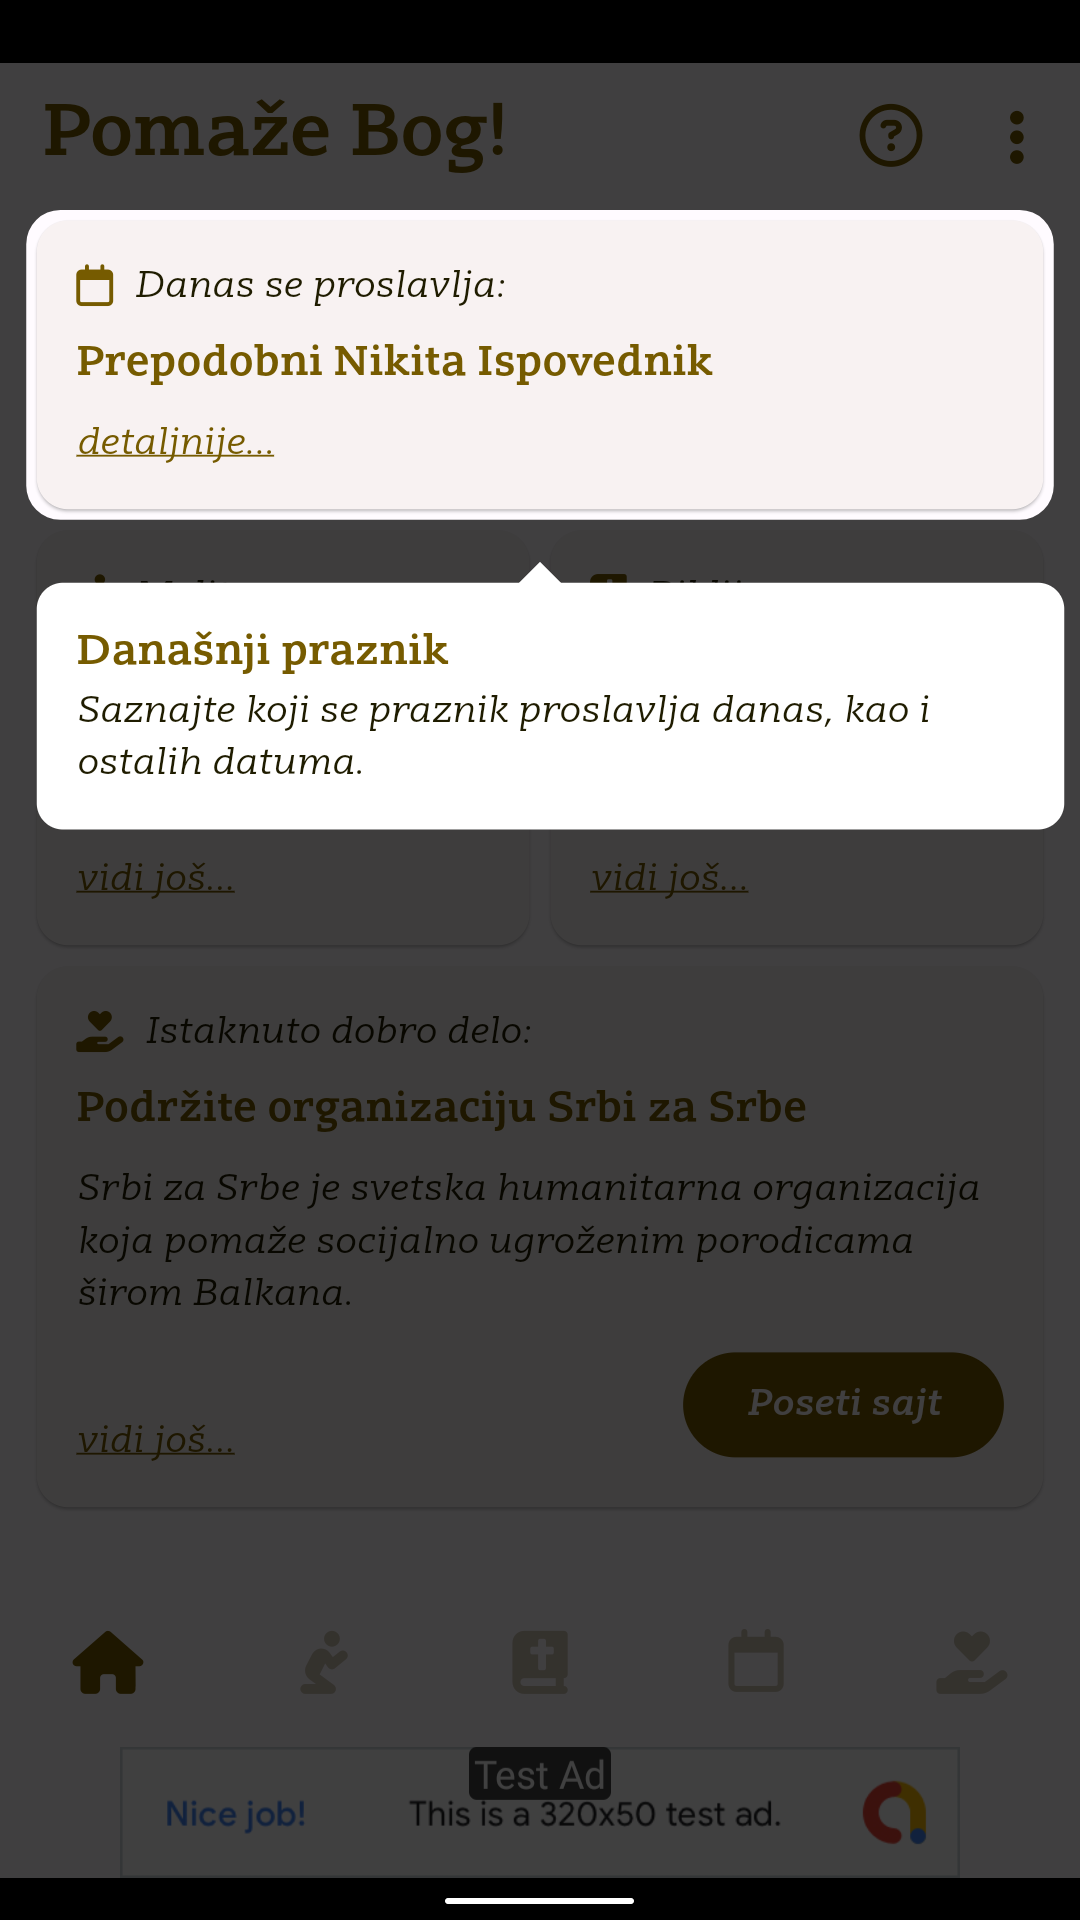 Pomaže Bog!
Danas se proslavlja:
Prepodobni Nikita Ispovednik
detaljnije...
Današnji praznik
Saznajte koji se praznik proslavlja danas, kao i
ostalih datuma.
vidi još...
vidi još...
Istaknuto dobro delo:
Podržite organizaciju Srbi za Srbe
Srbi za Srbe je svetska humanitarna organizacija
koja pomaže socijalno ugroženim porodicama
širom Balkana.
Poseti sajt
vidi još...
Test Ad
Nice job!
This is a 320x50 test ad.